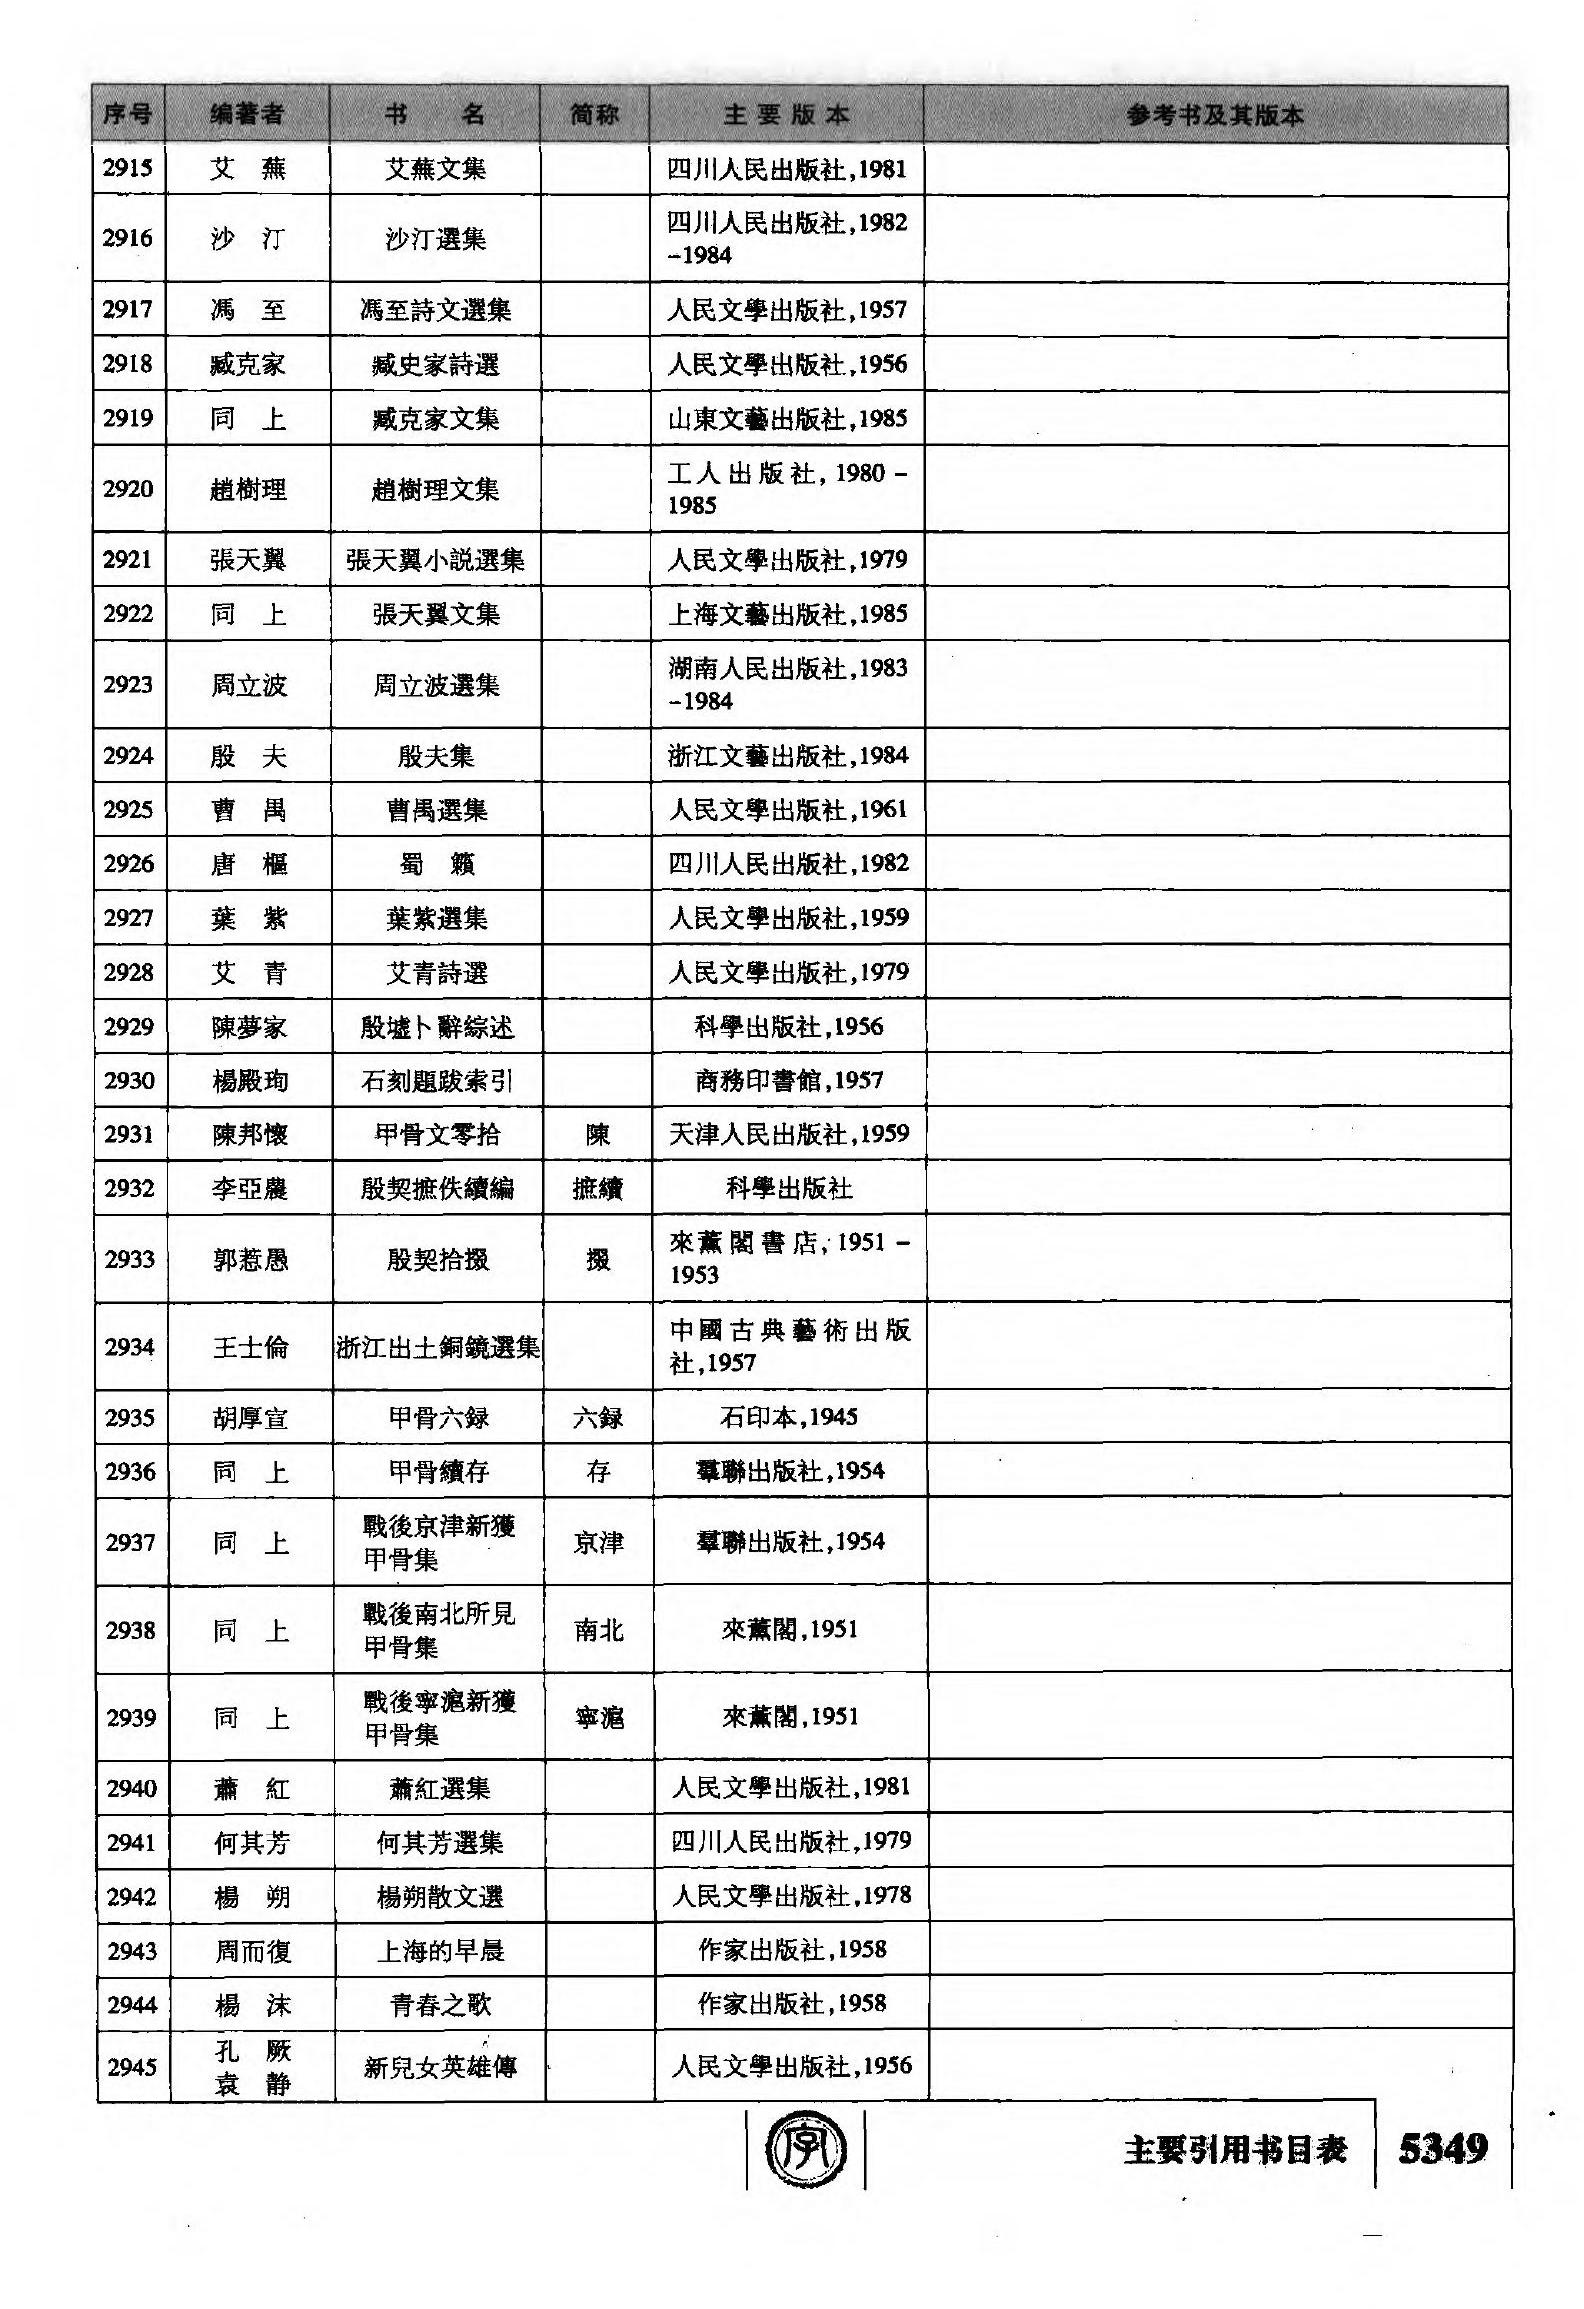 序号 编著者 书 名 简称 主要版本 参考书及其版本
2915 艾 蕪 艾蕪文集 四川人民出版社,1981
2916 沙 汀 沙汀選集 四川人民出版社,1982
-1984
2917 馮 至 馮至詩文選集 人民文學出版社,1957
2918 臧克家 臧史家詩選 人民文學出版社,1956
2919 同 上 臧克家文集 山東文藝出版社,1985
2920 趙樹理 趙樹理文集 工人出版社,1980-
1985
2921 張天翼 張天翼小説選集 人民文學出版社,1979
2922 同 上 張天翼文集 上海文藝出版社,1985
2923 周立波 周立波選集 湖南人民出版社,1983
-1984
2924 殷 夫 殷夫集 浙江文藝出版社,1984
2925 曹 禺 曹禺選集 人民文學出版社,1961
2926 唐 樞 蜀 籟 四川人民出版社,1982
2927 葉 紫 葉紫選集 人民文學出版社,1959
2928 艾 青 艾青詩選 人民文學出版社,1979
2929 陳夢家 殷墟卜辭綜述 科學出版社,1956
2930 楊殿珣 石刻題跋索引 商務印書館,1957
2931 陳邦懷 甲骨文零拾 陳 天津人民出版社,1959
2932 李亞農 殷契摭佚續編 摭續 科學出版社
2933 郭惹愚 殷契拾掇 掇 來薰閣書店,1951-
1953
2934 王士倫 浙江出土銅鏡選集 中國古典藝術出版
社,1957
2935 胡厚宣 甲骨六録 六録 石印本,1945
2936 同 上 甲骨續存 存 羣聯出版社,1954
2937 同 上 戰後京津新獲
甲骨集 京津 羣聯出版社,1954
2938 同 上 戰後南北所見
甲骨集 南北 來薰閣,1951
2939 同 上 戰後寧滬新獲
甲骨集 寧滬 來薰閣,1951
2940 蕭 紅 蕭紅選集 人民文學出版社,1981
2941 何其芳 何其芳選集 四川人民出版社,1979
2942 楊 朔 楊朔散文選 人民文學出版社,1978
2943 周而復 上海的早晨 作家出版社,1958
2944 楊 沫 青春之歌 作家出版社,1958
2945 孔 厥
袁 静 新兒女英雄傳 人民文學出版社,1956
字 主要引用书目表 5349